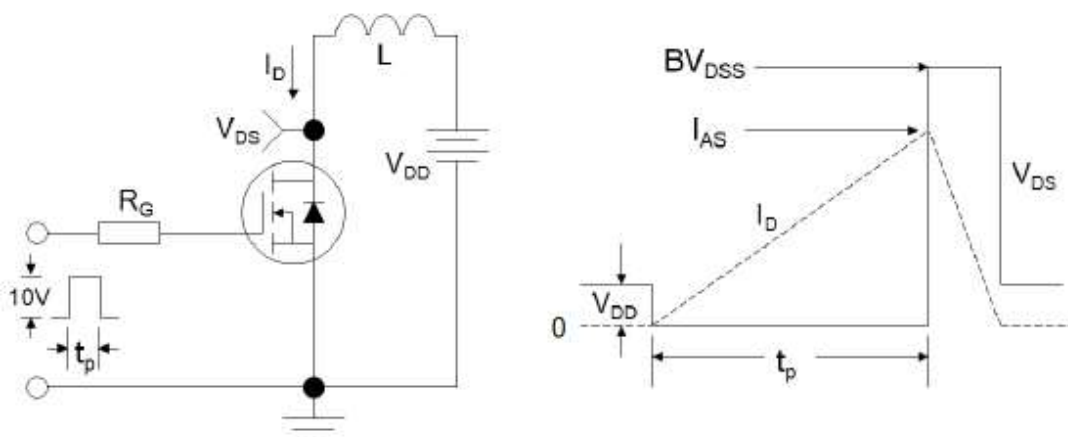 L
I_D
V_DS
V_DD
R_G
10V
t_p
BV_DSS
I_AS
V_DS
I_D
V_DD
0
t_p